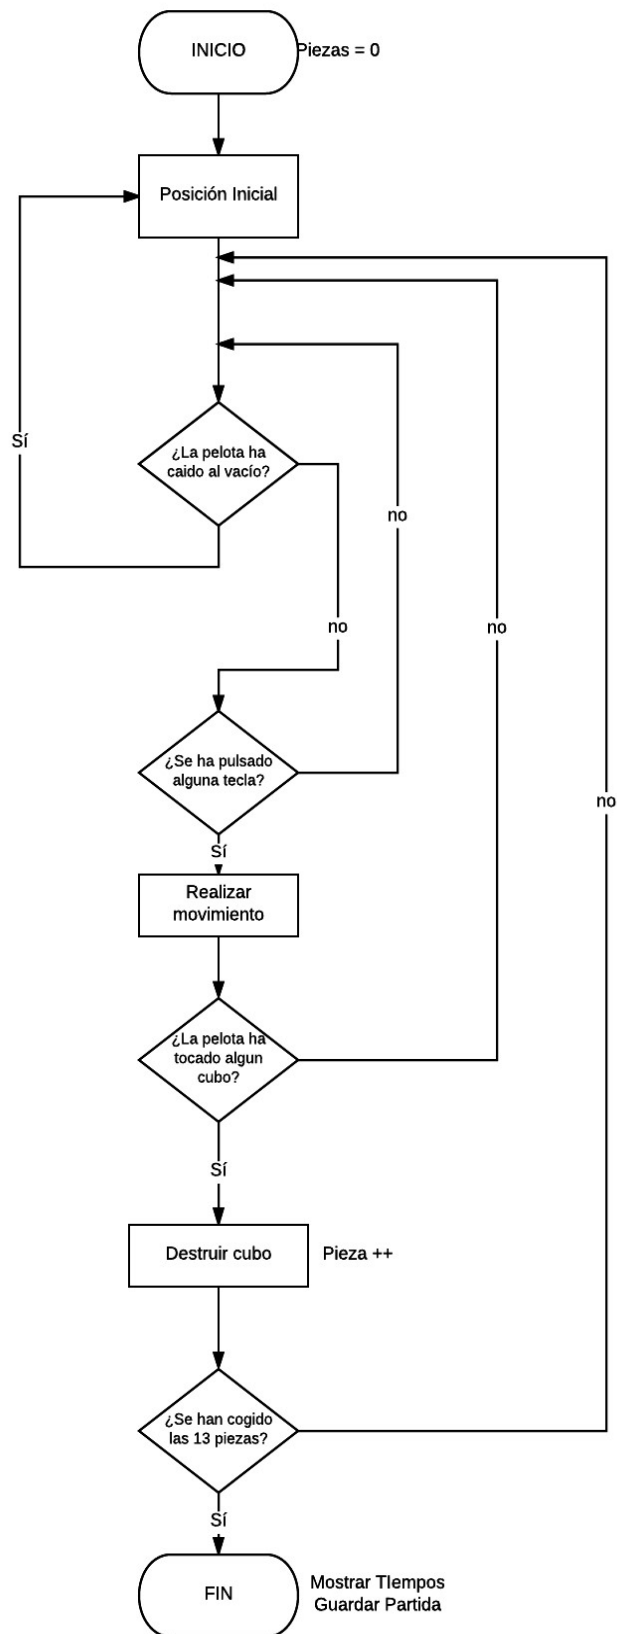 INICIO
Piezas = 0
Posición Inicial
Sí
¿La pelota ha
caido al vacío?
no
no
no
¿Se ha pulsado
alguna tecla?
no
Sí
Realizar
movimiento
¿La pelota ha
tocado algun
cubo?
Sí
Destruir cubo
Pieza ++
¿Se han cogido
las 13 piezas?
Sí
FIN
Mostrar TIempos
Guardar Partida